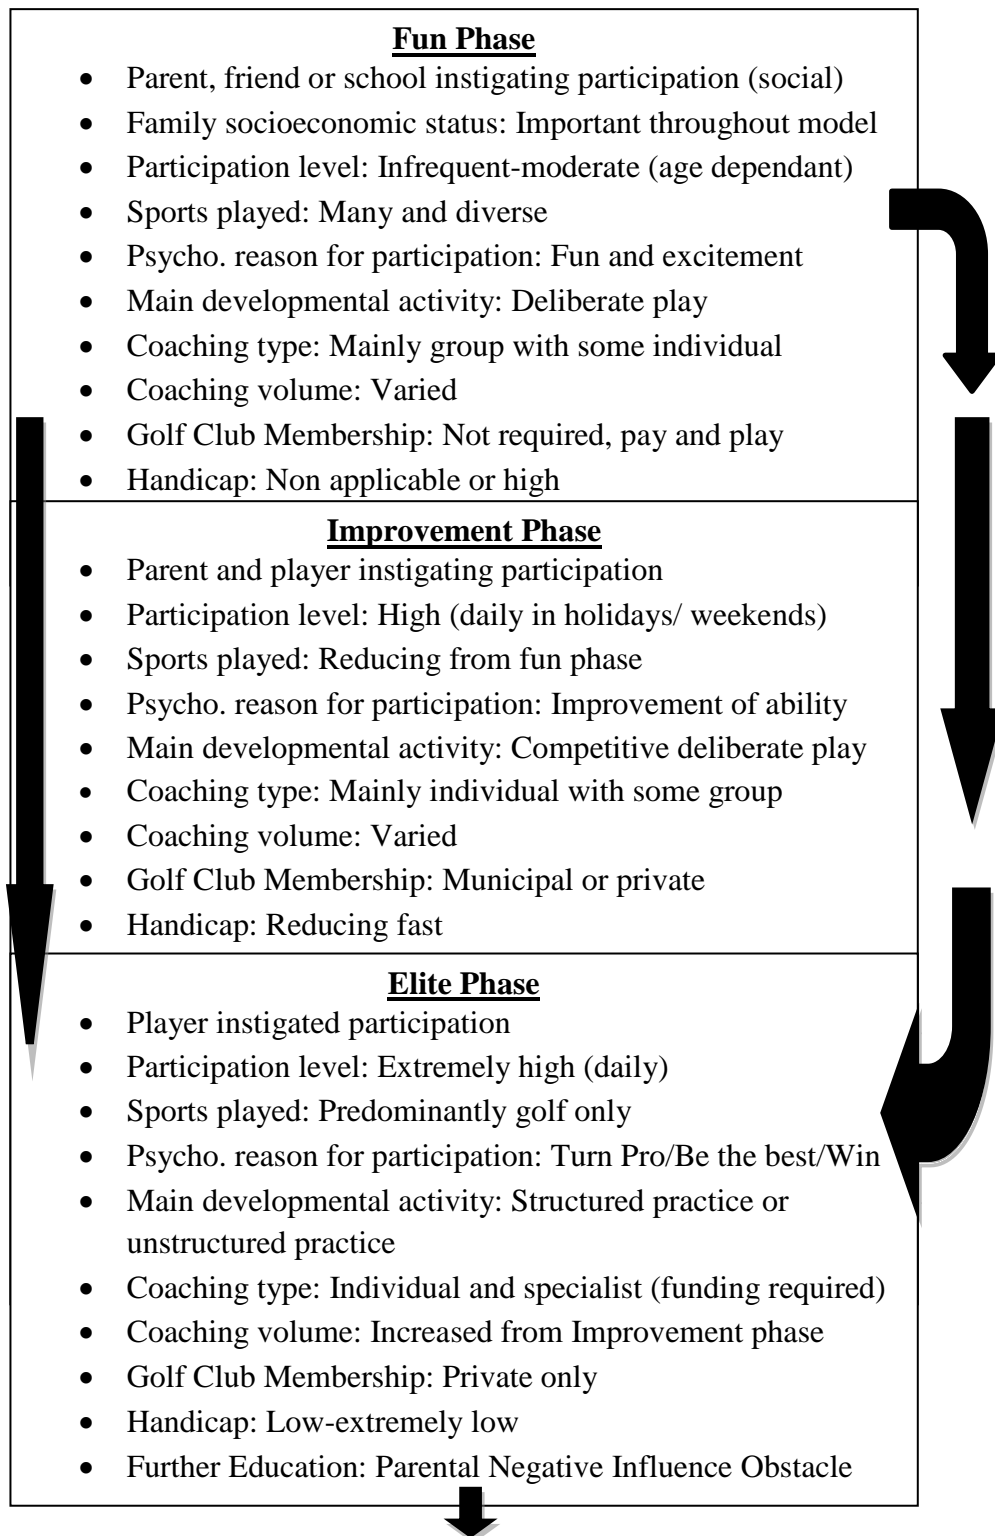 Fun Phase
• Parent, friend or school instigating participation (social)
• Family socioeconomic status: Important throughout model
• Participation level: Infrequent-moderate (age dependant)
• Sports played: Many and diverse
• Psycho. reason for participation: Fun and excitement
• Main developmental activity: Deliberate play
• Coaching type: Mainly group with some individual
• Coaching volume: Varied
• Golf Club Membership: Not required, pay and play
• Handicap: Non applicable or high
Improvement Phase
• Parent and player instigating participation
• Participation level: High (daily in holidays/ weekends)
• Sports played: Reducing from fun phase
• Psycho. reason for participation: Improvement of ability
• Main developmental activity: Competitive deliberate play
• Coaching type: Mainly individual with some group
• Coaching volume: Varied
• Golf Club Membership: Municipal or private
• Handicap: Reducing fast
Elite Phase
• Player instigated participation
• Participation level: Extremely high (daily)
• Sports played: Predominantly golf only
• Psycho. reason for participation: Turn Pro/Be the best/Win
• Main developmental activity: Structured practice or
unstructured practice
• Coaching type: Individual and specialist (funding required)
• Coaching volume: Increased from Improvement phase
• Golf Club Membership: Private only
• Handicap: Low-extremely low
• Further Education: Parental Negative Influence Obstacle